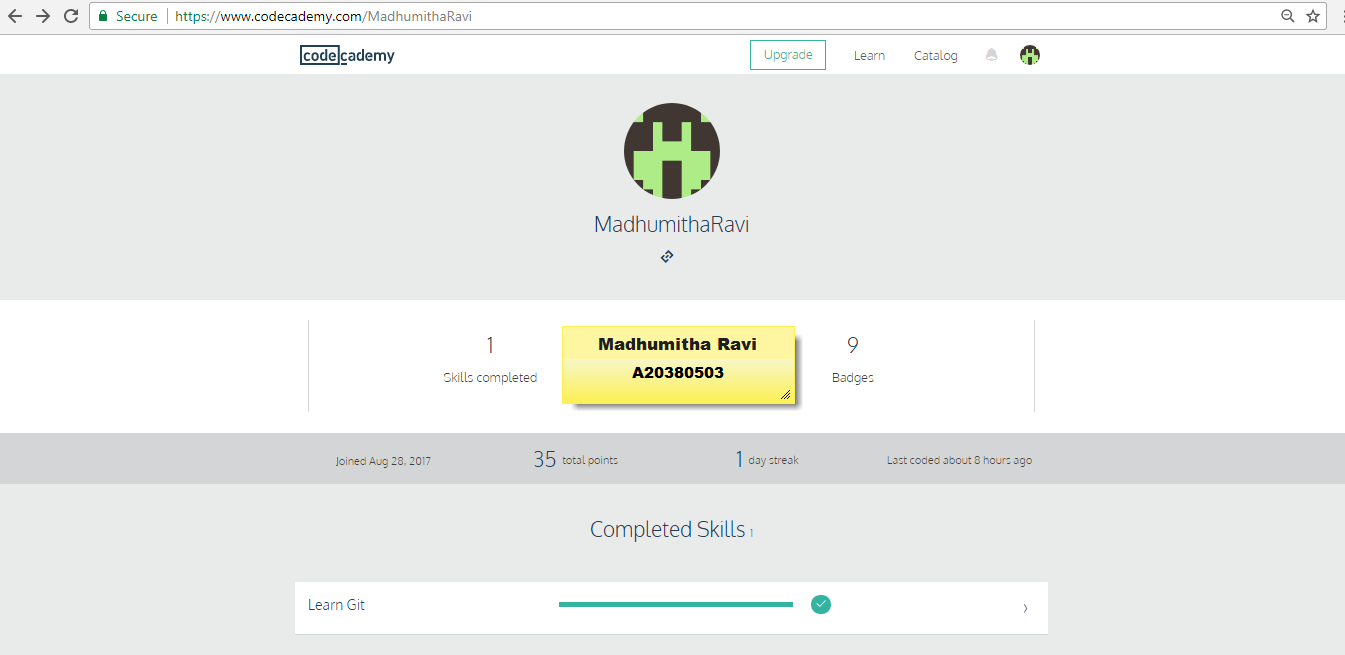 Secure https://www.codecademy.com/MadhumithaRavi
codecademy Upgrade Learn Catalog
MadhumithaRavi
1 Madhumitha Ravi 9
Skills completed A20380503 Badges
Joined Aug 28, 2017 35 total points 1 day streak Last coded about 8 hours ago
Completed Skills 1
Learn Git